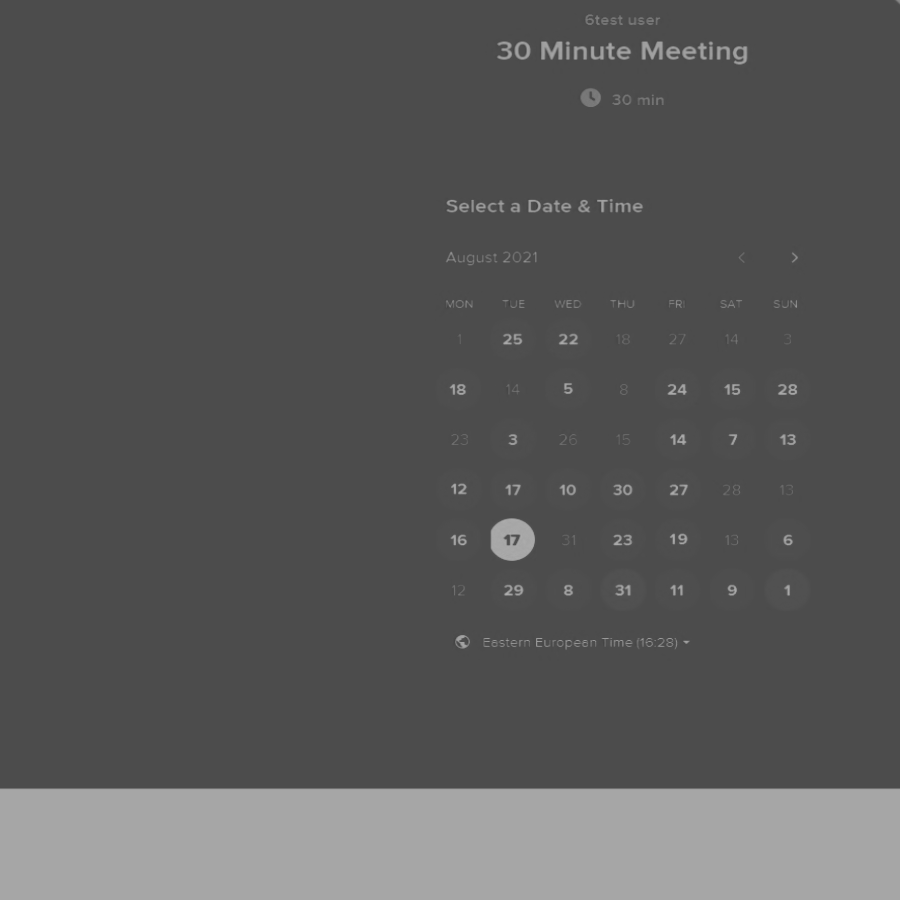 6test user
30 Minute Meeting
30 min
Select a Date & Time
August 2021
MON TUE WED THU FRI SAT SUN
1 25 22 18 27 14 3
18 14 5 8 24 15 28
23 3 26 15 14 7 13
12 17 10 30 27 28 13
16 17 31 23 19 13 6
12 29 8 31 11 9 1
Eastern European Time (16:28)